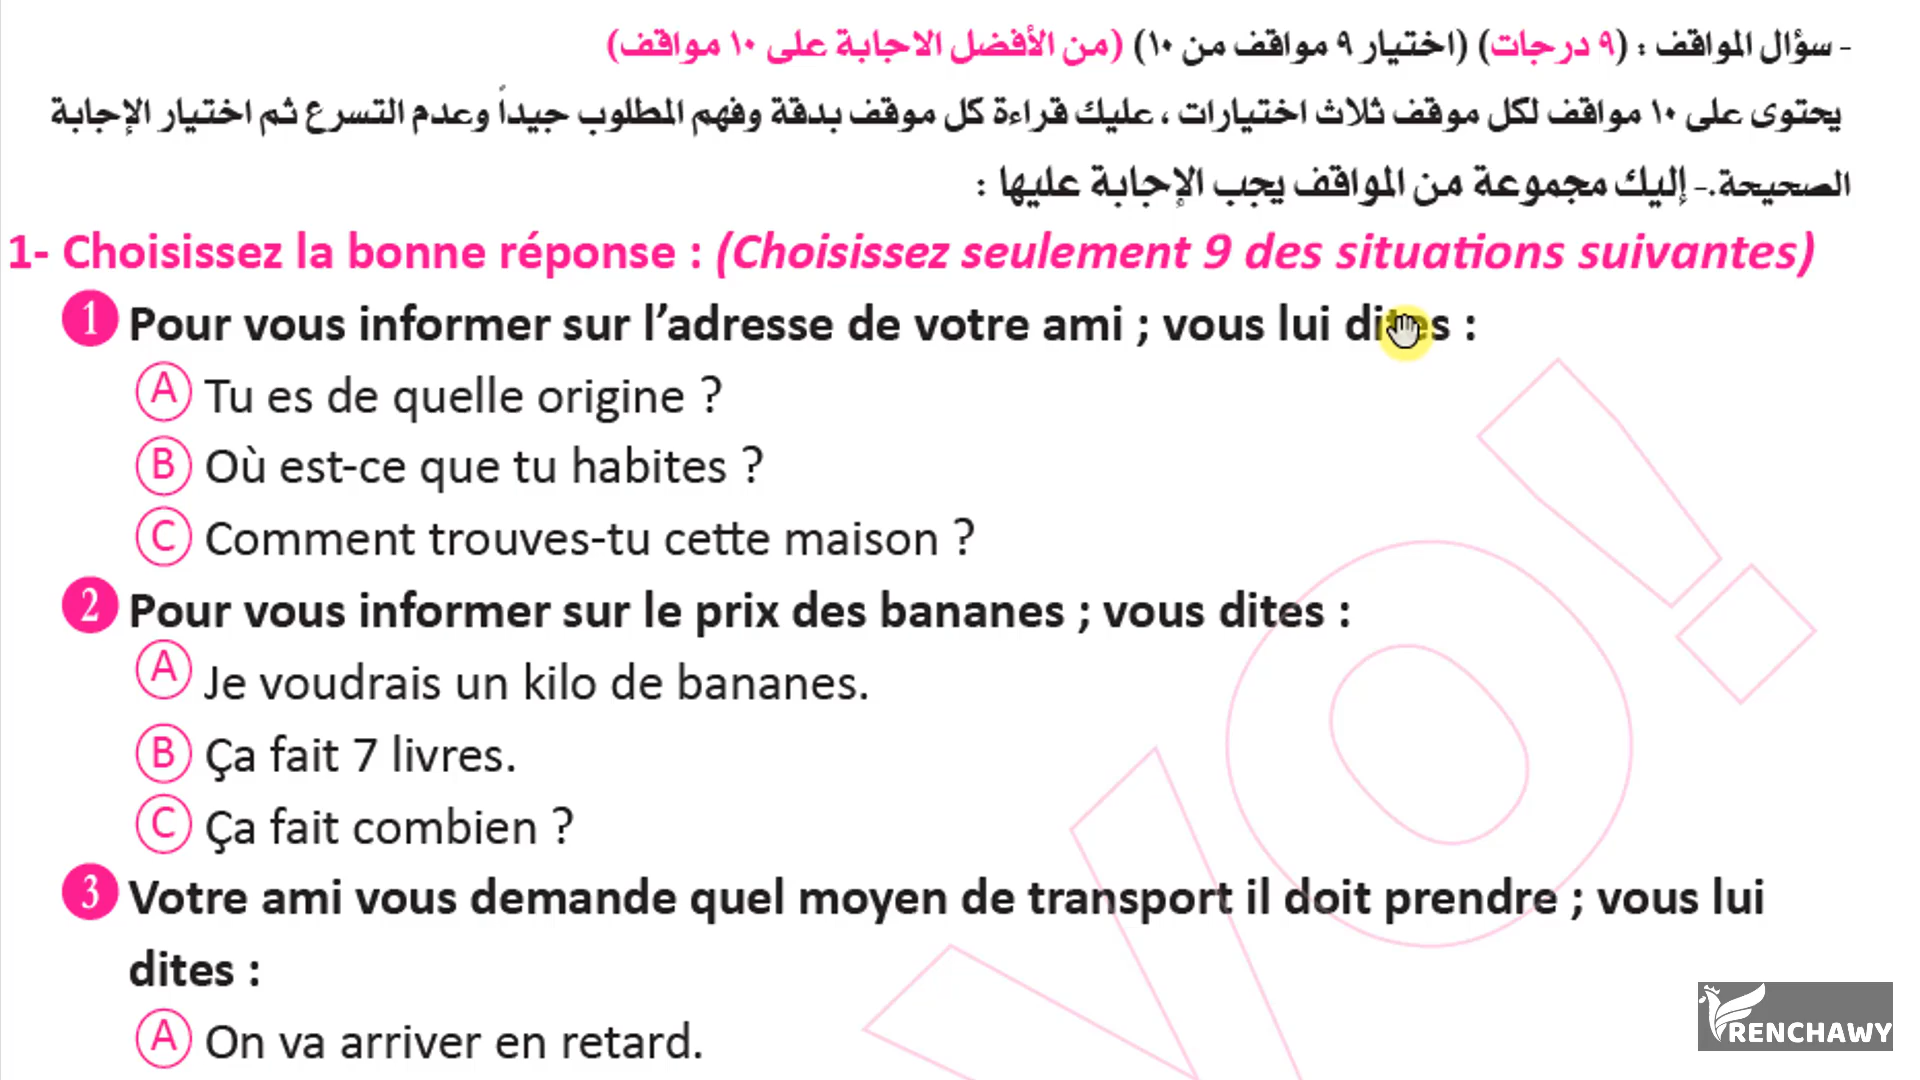 - سؤال المواقف : (٩ درجات) (اختيار ٩ مواقف من ١٠) (من الأفضل الاجابة على ١٠ مواقف)
يحتوى على ١٠ مواقف لكل موقف ثلاث اختيارات ، عليك قراءة كل موقف بدقة وفهم المطلوب جيداً وعدم التسرع ثم اختيار الإجابة
الصحيحة.- إليك مجموعة من المواقف يجب الإجابة عليها :
1- Choisissez la bonne réponse : (Choisissez seulement 9 des situations suivantes)
1 Pour vous informer sur l’adresse de votre ami ; vous lui dites :
A Tu es de quelle origine ?
B Où est-ce que tu habites ?
C Comment trouves-tu cette maison ?
2 Pour vous informer sur le prix des bananes ; vous dites :
A Je voudrais un kilo de bananes.
B Ça fait 7 livres.
C Ça fait combien ?
3 Votre ami vous demande quel moyen de transport il doit prendre ; vous lui
dites :
A On va arriver en retard.
YO!
FRENCHAWY